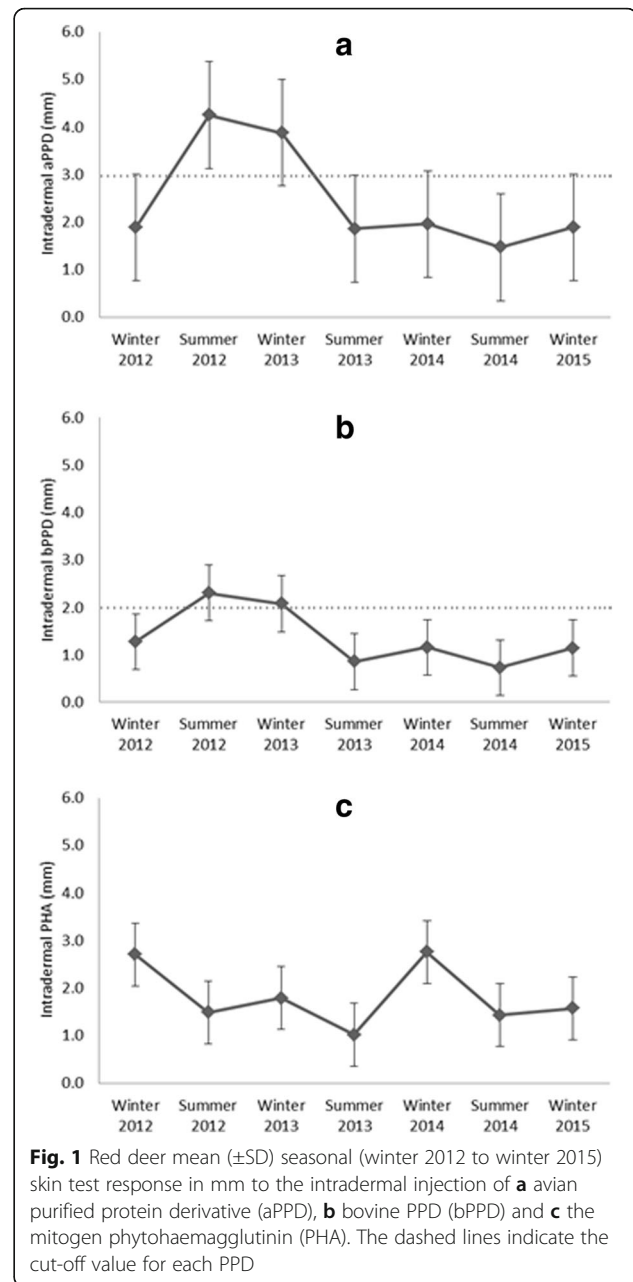 a
Intradermal aPPD (mm)
6.0
5.0
4.0
3.0
2.0
1.0
0.0
Winter Summer Winter Summer Winter Summer Winter
2012 2012 2013 2013 2014 2014 2015
b
Intradermal bPPD (mm)
6.0
5.0
4.0
3.0
2.0
1.0
0.0
Winter Summer Winter Summer Winter Summer Winter
2012 2012 2013 2013 2014 2014 2015
c
Intradermal PHA (mm)
6.0
5.0
4.0
3.0
2.0
1.0
0.0
Winter Summer Winter Summer Winter Summer Winter
2012 2012 2013 2013 2014 2014 2015
Fig. 1 Red deer mean (±SD) seasonal (winter 2012 to winter 2015)
skin test response in mm to the intradermal injection of a avian
purified protein derivative (aPPD), b bovine PPD (bPPD) and c the
mitogen phytohaemagglutinin (PHA). The dashed lines indicate the
cut-off value for each PPD